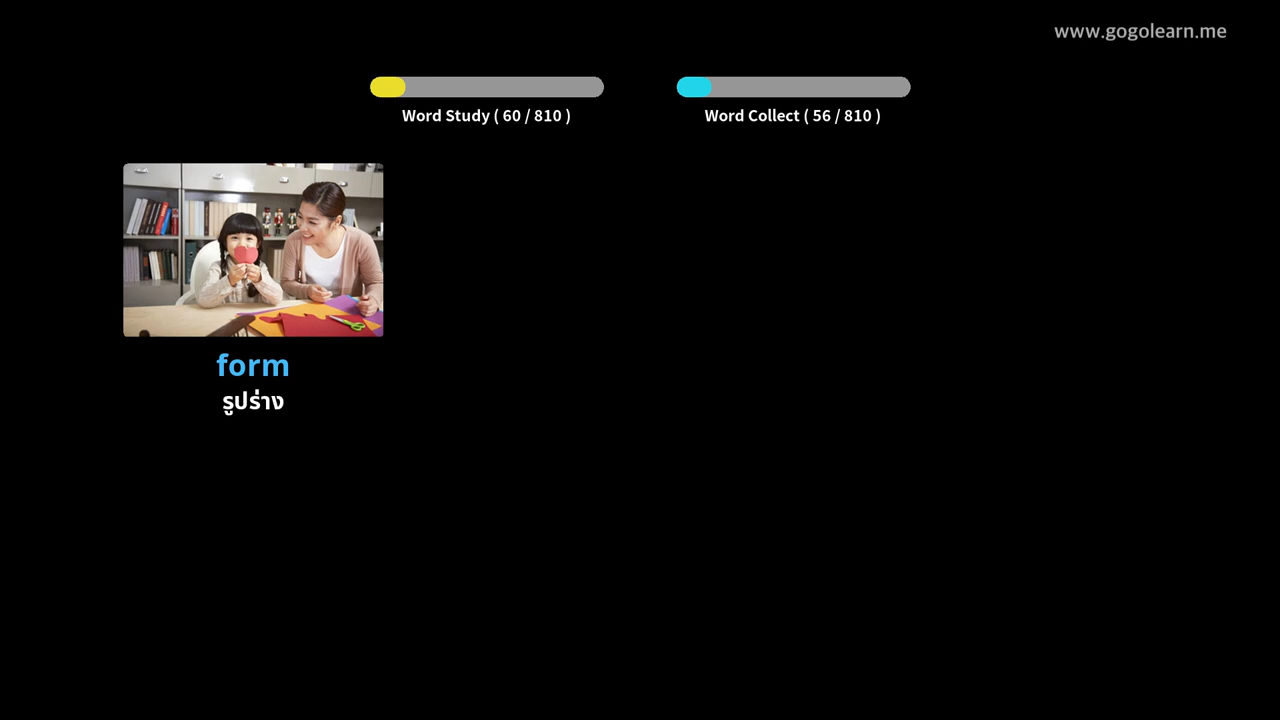 www.gogolearn.me
Word Study ( 60 / 810 )
Word Collect ( 56 / 810 )
form
รูปร่าง